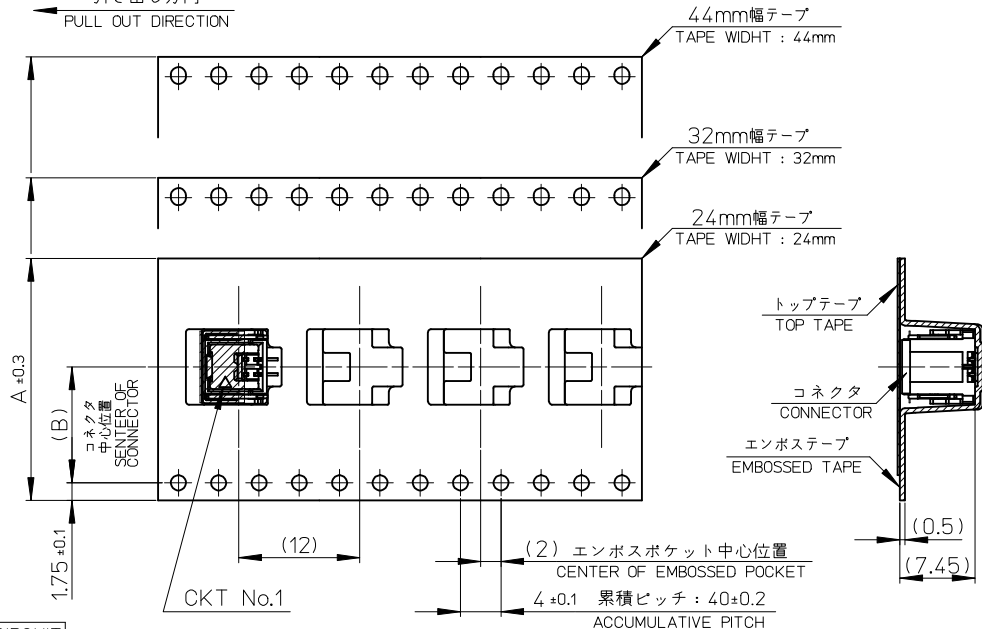 PULL OUT DIRECTION
44mm幅テープ
TAPE WIDHT : 44mm
32mm幅テープ
TAPE WIDHT : 32mm
24mm幅テープ
TAPE WIDHT : 24mm
A ±0.3
(B)
コネクタ
中心位置
SENTER OF
CONNECTOR
1.75 ±0.1
(12)
CKT No.1
(2) エンボスポケット中心位置
CENTER OF EMBOSSED POCKET
4 ±0.1 累積ピッチ : 40±0.2
ACCUMULATIVE PITCH
トップテープ
TOP TAPE
コネクタ
CONNECTOR
エンボステープ
EMBOSSED TAPE
(0.5)
(7.45)